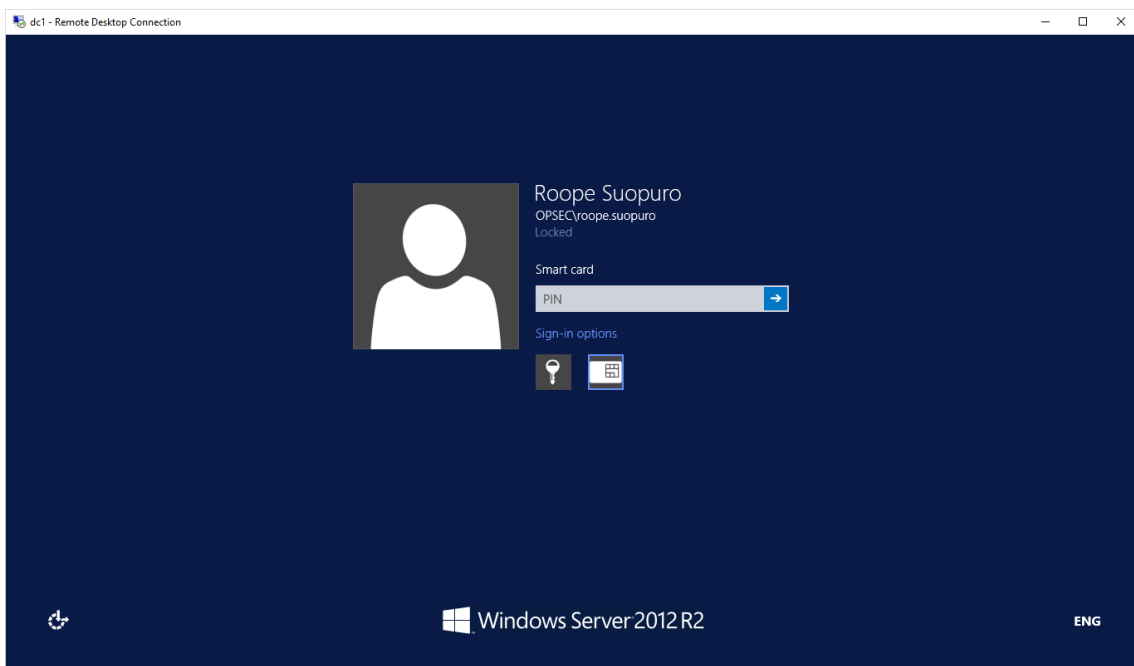 dc1 - Remote Desktop Connection
Roope Suopuro
OPSEC\roope.suopuro
Locked
Smart card
PIN
Sign-in options
Windows Server 2012 R2
ENG